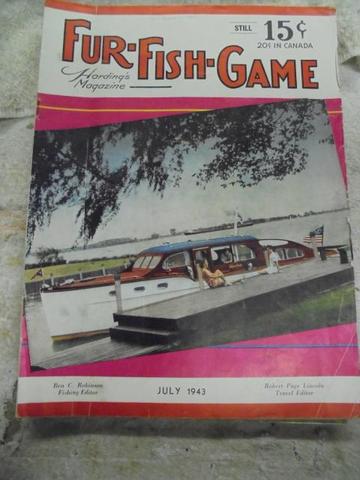 STILL 15¢
20¢ IN CANADA
FUR-FISH-GAME
Harding's
Magazine
Ben C. Robinson
Fishing Editor
JULY 1943
Robert Page Lincoln
Travel Editor